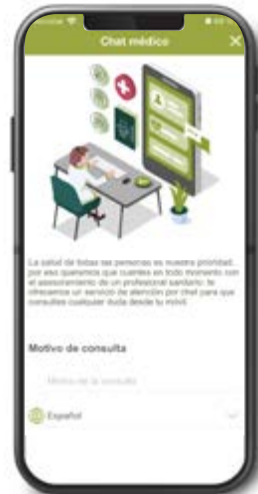 Chat médico
La salud de todas las personas es nuestra prioridad,
por eso queremos que cuentes en todo momento con
el asesoramiento de un profesional sanitario: te
ofrecemos un servicio de atención por chat para que
consultes cualquier duda desde tu móvil.
Motivo de consulta
Motivo de la consulta
Español